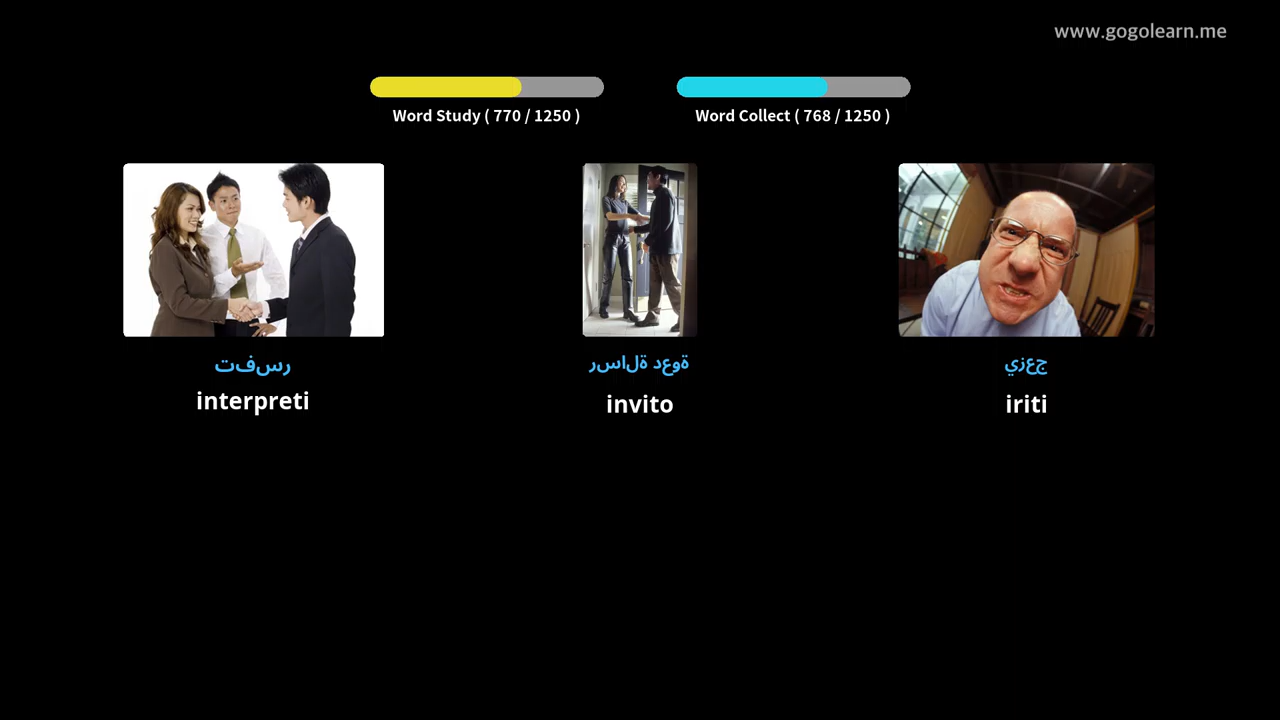 www.gogolearn.me
Word Study ( 770 / 1250 )
Word Collect ( 768 / 1250 )
رسفت
ةوعد ةلاسر
جعزي
interpreti
invito
iriti